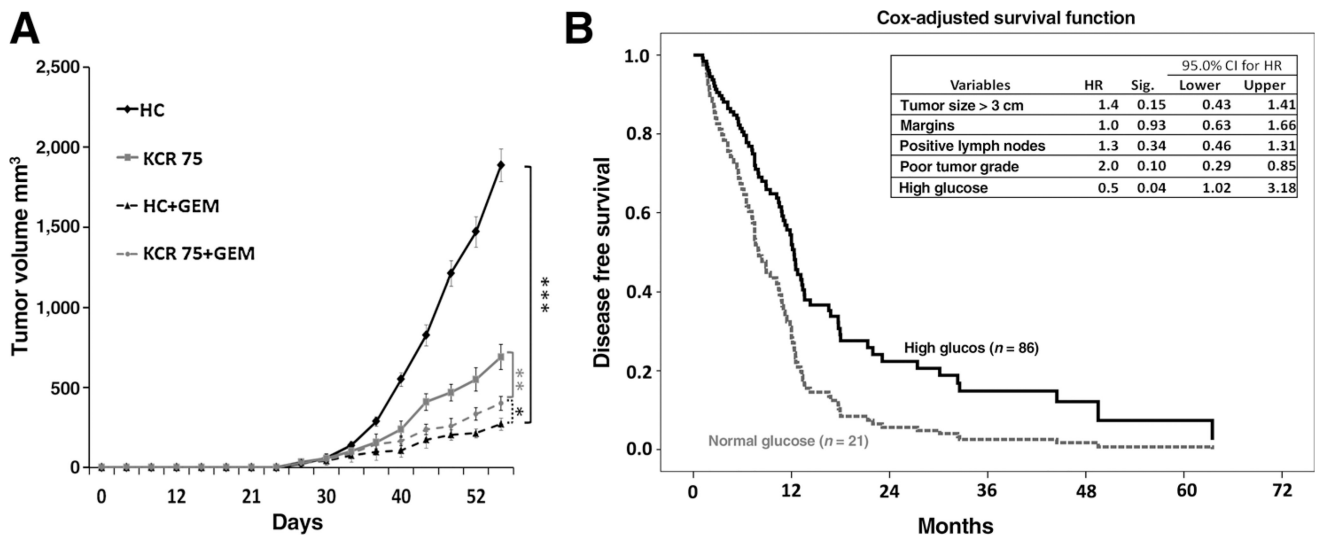 A
2,500
2,000
1,500
1,000
500
0
Tumor volume mm³
HC
KCR 75
HC+GEM
KCR 75+GEM
***
**
*
0 12 21 30 40 52
Days
B
Cox-adjusted survival function
95.0% CI for HR
Variables HR Sig. Lower Upper
Tumor size > 3 cm 1.4 0.15 0.43 1.41
Margins 1.0 0.93 0.63 1.66
Positive lymph nodes 1.3 0.34 0.46 1.31
Poor tumor grade 2.0 0.10 0.29 0.85
High glucose 0.5 0.04 1.02 3.18
1.0
0.8
0.6
0.4
0.2
0.0
Disease free survival
High glucos (n = 86)
Normal glucose (n = 21)
0 12 24 36 48 60 72
Months